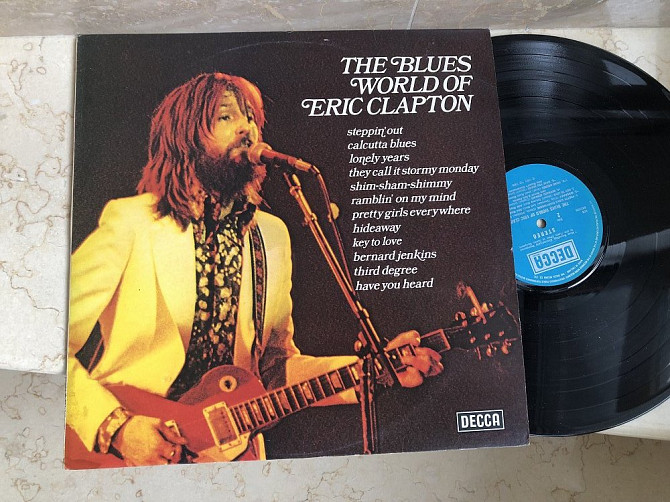 THE BLUES
WORLD OF
ERIC CLAPTON
steppin' out
calcutta blues
lonely years
they call it stormy monday
shim-sham-shimmy
ramblin' on my mind
pretty girls everywhere
hideaway
key to love
bernard jenkins
third degree
have you heard
DECCA
2
STEREO
DECCA